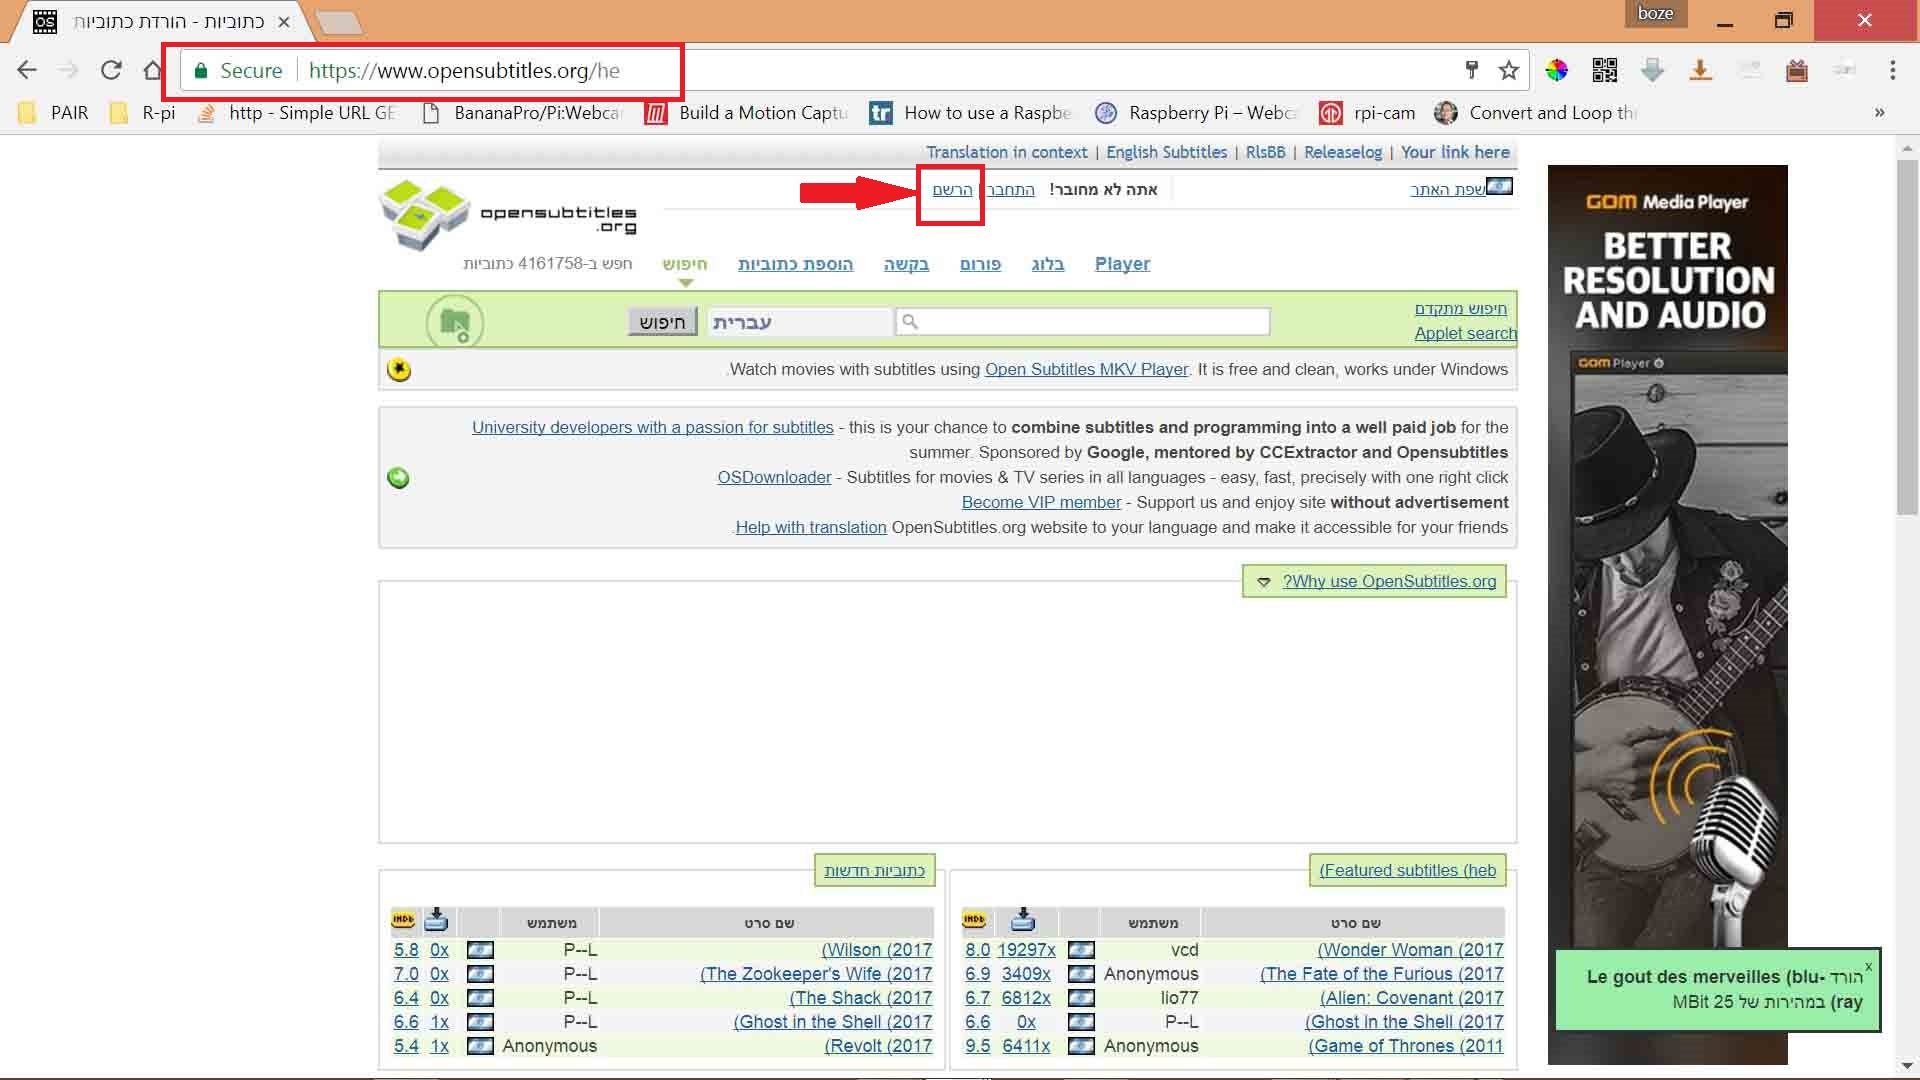 כתוביות - הורדת כתוביות
boze
Secure https://www.opensubtitles.org/he
PAIR R-pi http - Simple URL GE BananaPro/Pi:Webca Build a Motion Captu How to use a Raspbe Raspberry Pi – Webc rpi-cam Convert and Loop th »
Translation in context | English Subtitles | RlsBB | Releaselog | Your link here
שפת האתר
אתה לא מחובר! התחבר הרשם
opensubtitles
.org
Player בלוג פורום בקשה הוספת כתוביות חיפוש חפש ב-4161758 כתוביות
חיפוש מתקדם
Applet search
עברית חיפוש
.Watch movies with subtitles using Open Subtitles MKV Player. It is free and clean, works under Windows
University developers with a passion for subtitles - this is your chance to combine subtitles and programming into a well paid job for the
summer. Sponsored by Google, mentored by CCExtractor and Opensubtitles
OSDownloader - Subtitles for movies & TV series in all languages - easy, fast, precisely with one right click
Become VIP member - Support us and enjoy site without advertisement
.Help with translation OpenSubtitles.org website to your language and make it accessible for your friends
?Why use OpenSubtitles.org
(Featured subtitles (heb
שם סרט משתמש IMDb
(Wonder Woman (2017 vcd 19297x 8.0
(The Fate of the Furious (2017 Anonymous 3409x 6.9
(Alien: Covenant (2017 lio77 6812x 6.7
(Ghost in the Shell (2017 P--L 0x 6.6
(Game of Thrones (2011 Anonymous 6411x 9.5
כתוביות חדשות
שם סרט משתמש IMDb
(Wilson (2017 P--L 0x 5.8
(The Zookeeper's Wife (2017 P--L 0x 7.0
(The Shack (2017 P--L 0x 6.4
(Ghost in the Shell (2017 P--L 1x 6.6
(Revolt (2017 Anonymous 1x 5.4
GOM Media Player
BETTER
RESOLUTION
AND AUDIO
GOM Player
x
הורד Le gout des merveilles (blu-
ray) במהירות של 25 MBit